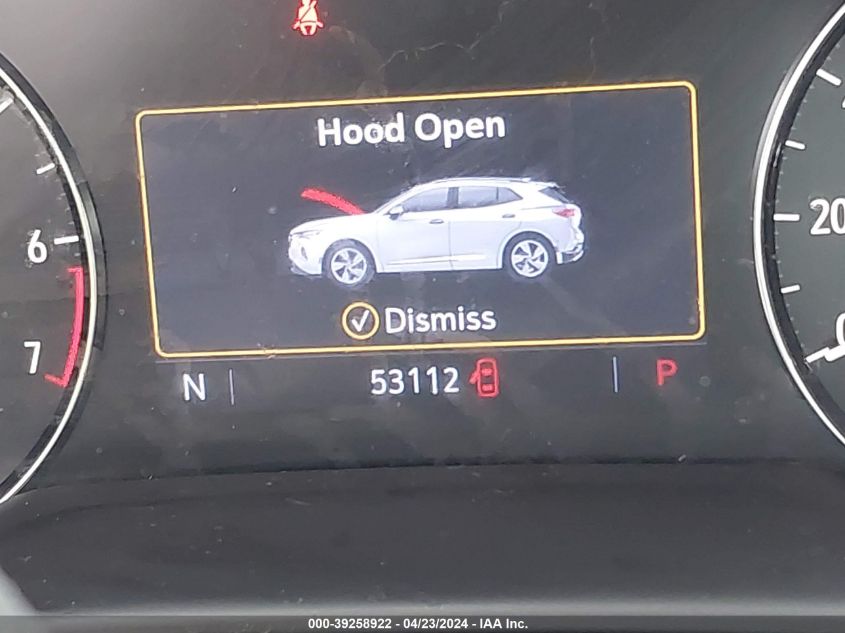 Hood Open
6
20
Dismiss
7
N 53112 P
000-39258922 - 04/23/2024 - IAA Inc.